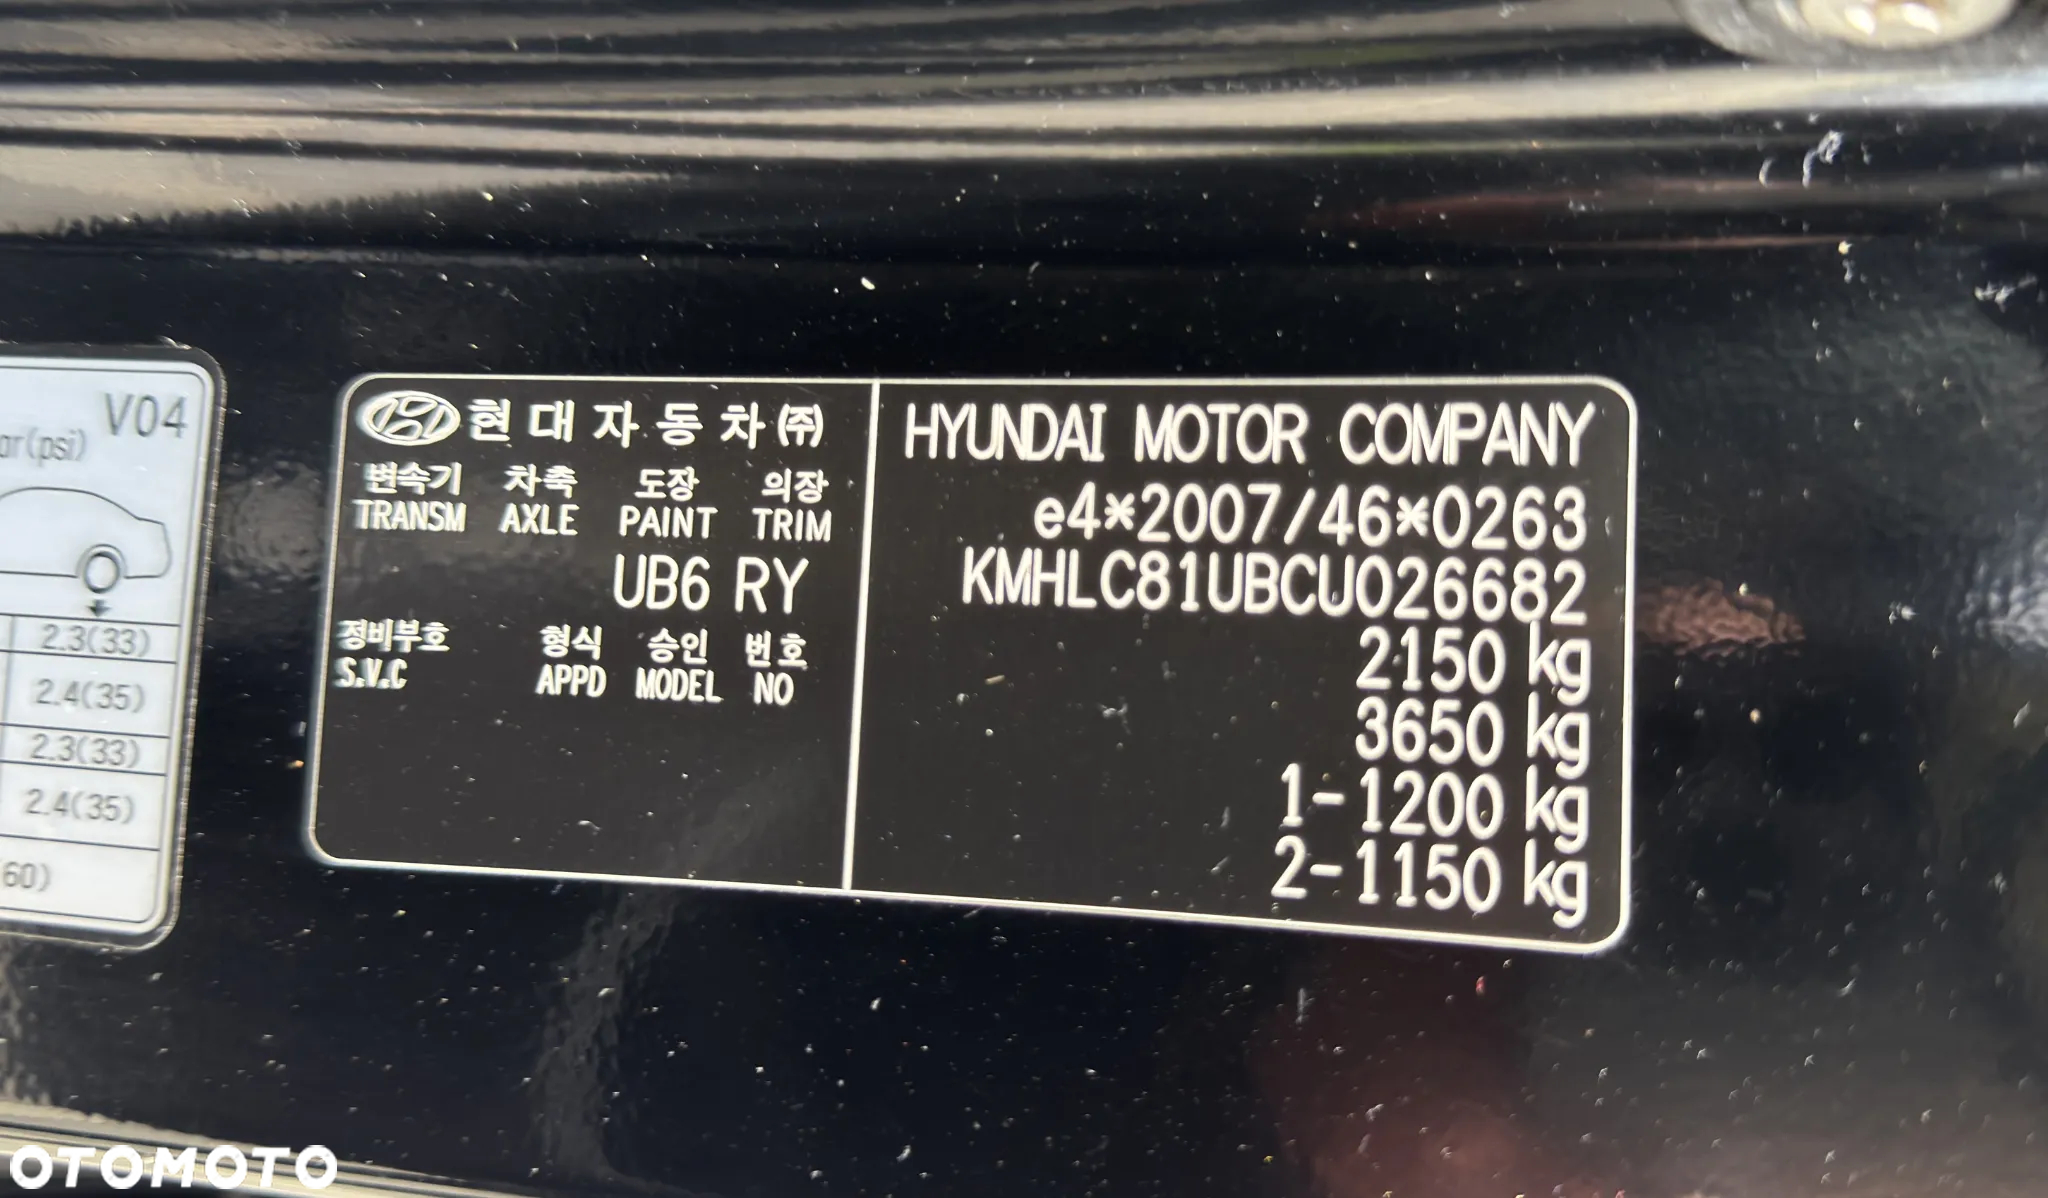 V04
ar(psi)
2.3(33)
2.4(35)
2.3(33)
2.4(35)
60)
현대자동차(주)
변속기 차축 도장 의장
TRANSM AXLE PAINT TRIM
UB6 RY
정비부호 형식 승인 번호
S.V.C APPD MODEL NO
HYUNDAI MOTOR COMPANY
e4*2007/46*0263
KMHLC81UBCU026682
2150 kg
3650 kg
1-1200 kg
2-1150 kg
OTOMOTO